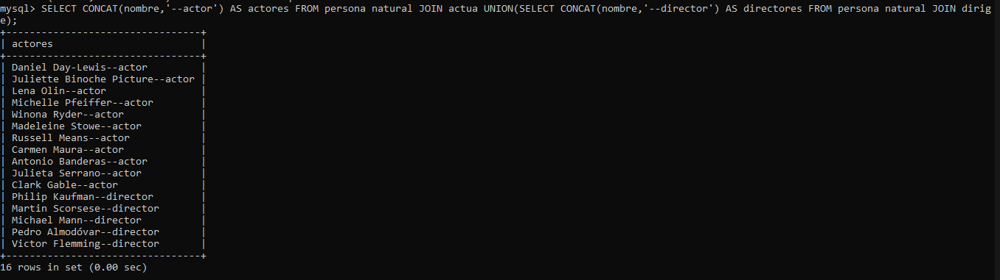 mysql> SELECT CONCAT(nombre,'--actor') AS actores FROM persona natural JOIN actua UNION(SELECT CONCAT(nombre,'--director') AS directores FROM persona natural JOIN dirig
e);
+---------------------------------+
| actores                         |
+---------------------------------+
| Daniel Day-Lewis--actor         |
| Juliette Binoche Picture--actor |
| Lena Olin--actor                |
| Michelle Pfeiffer--actor        |
| Winona Ryder--actor             |
| Madeleine Stowe--actor          |
| Russell Means--actor            |
| Carmen Maura--actor             |
| Antonio Banderas--actor         |
| Julieta Serrano--actor          |
| Clark Gable--actor              |
| Philip Kaufman--director        |
| Martin Scorsese--director       |
| Michael Mann--director          |
| Pedro Almodóvar--director       |
| Victor Flemming--director       |
+---------------------------------+
16 rows in set (0.00 sec)